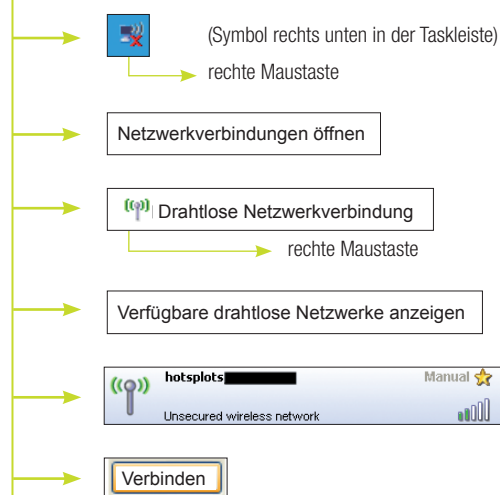 (Symbol rechts unten in der Taskleiste)
rechte Maustaste
Netzwerkverbindungen öffnen
Drahtlose Netzwerkverbindung
rechte Maustaste
Verfügbare drahtlose Netzwerke anzeigen
hotsplots Manual
Unsecured wireless network
Verbinden